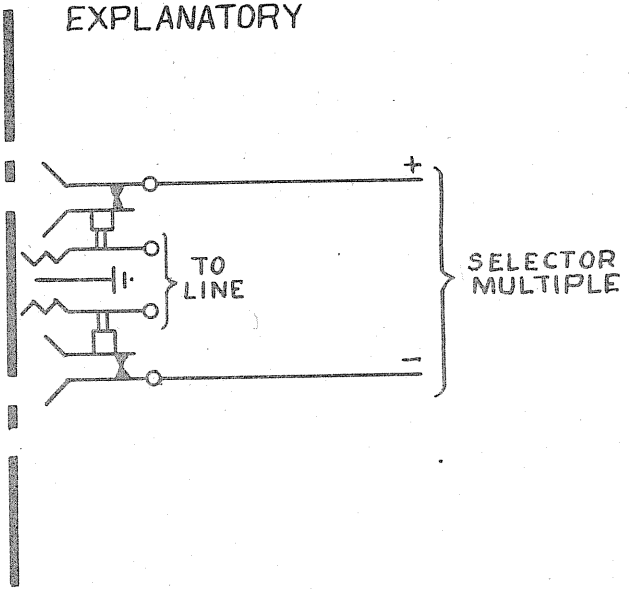 EXPLANATORY
+
TO
LINE
SELECTOR
MULTIPLE
−